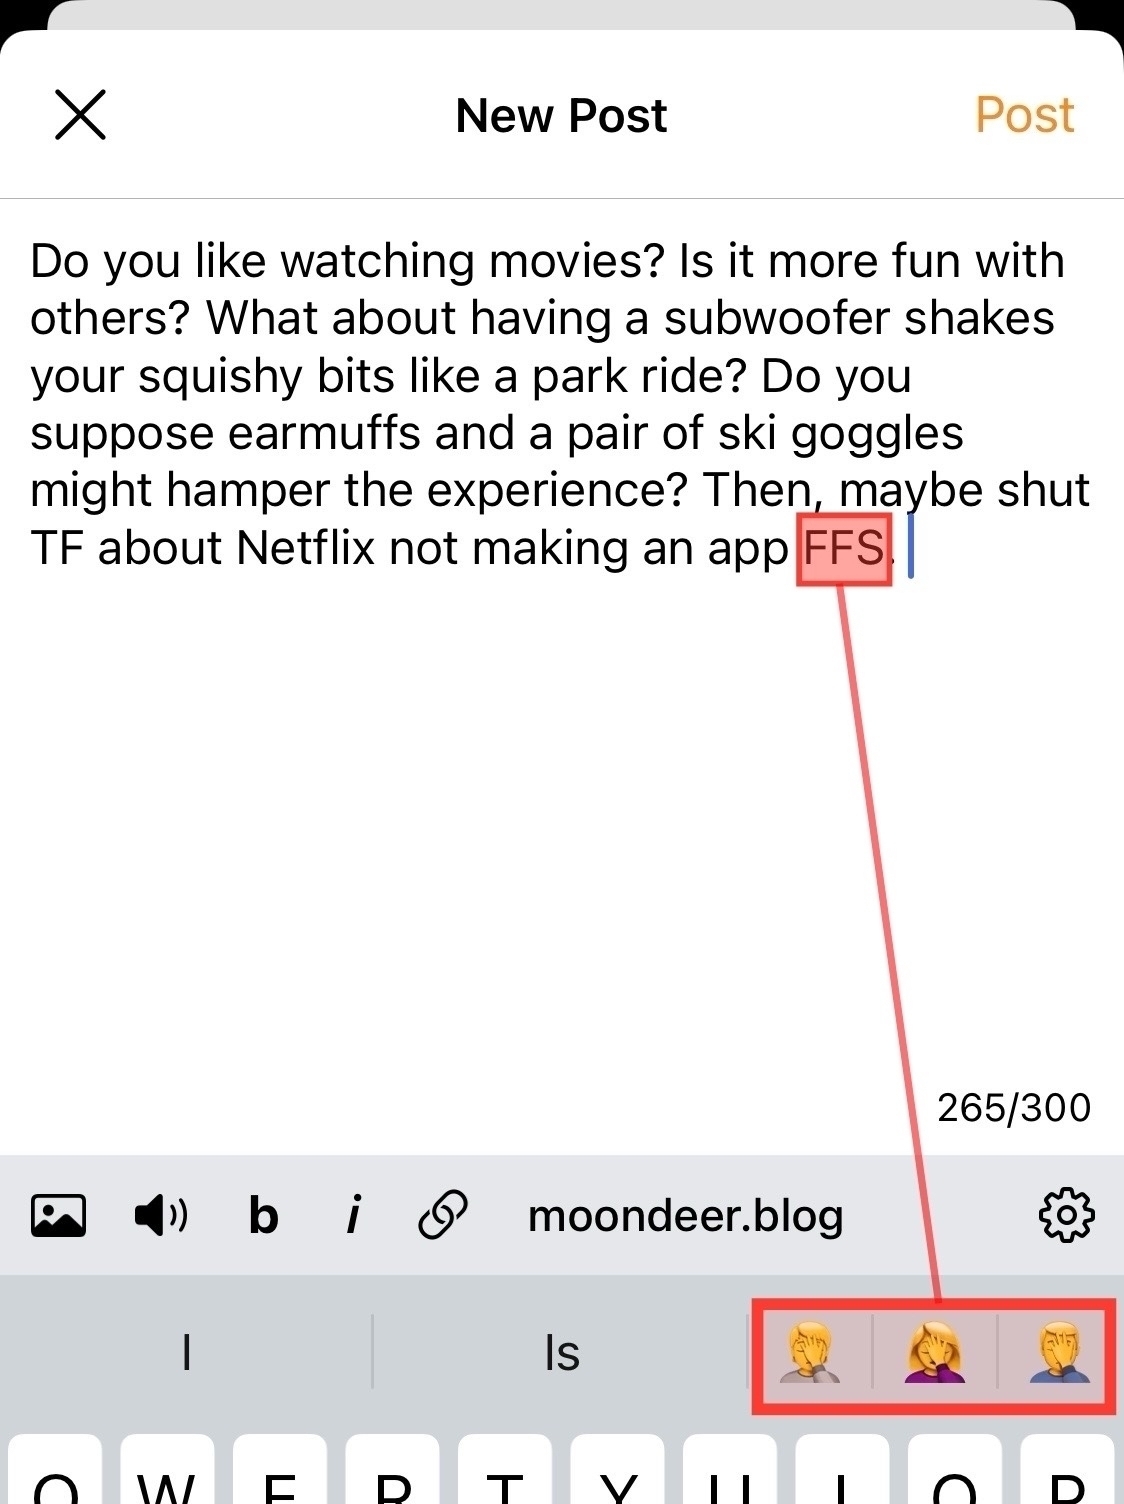 New Post
Post
Do you like watching movies? Is it more fun with
others? What about having a subwoofer shakes
your squishy bits like a park ride? Do you
suppose earmuffs and a pair of ski goggles
might hamper the experience? Then, maybe shut
TF about Netflix not making an app FFS.
265/300
b i moondeer.blog
I Is 🤦 🤦‍♀️ 🤦‍♂️
Q W E R T Y U I O P